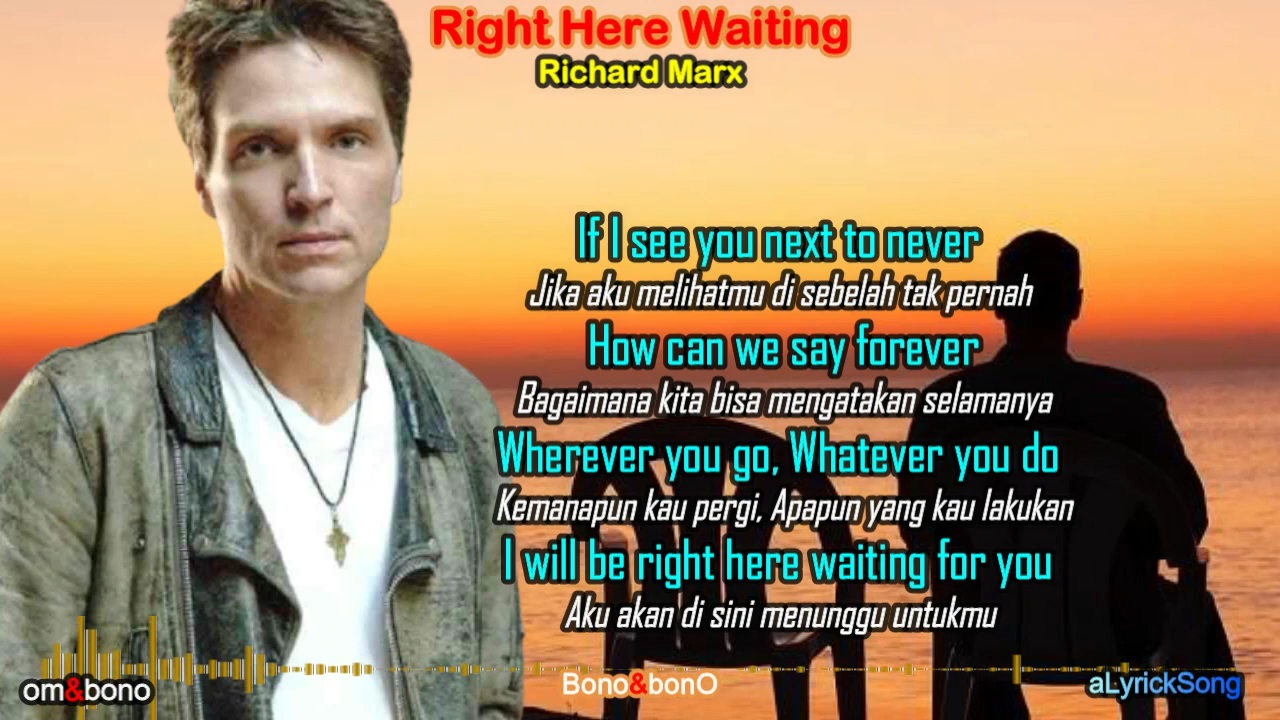 Right Here Waiting
Richard Marx
If I see you next to never
Jika aku melihatmu di sebelah tak pernah
How can we say forever
Bagaimana kita bisa mengatakan selamanya
Wherever you go, Whatever you do
Kemanapun kau pergi, Apapun yang kau lakukan
I will be right here waiting for you
Aku akan di sini menunggu untukmu
om&bono
Bono&bonO
aLyrickSong